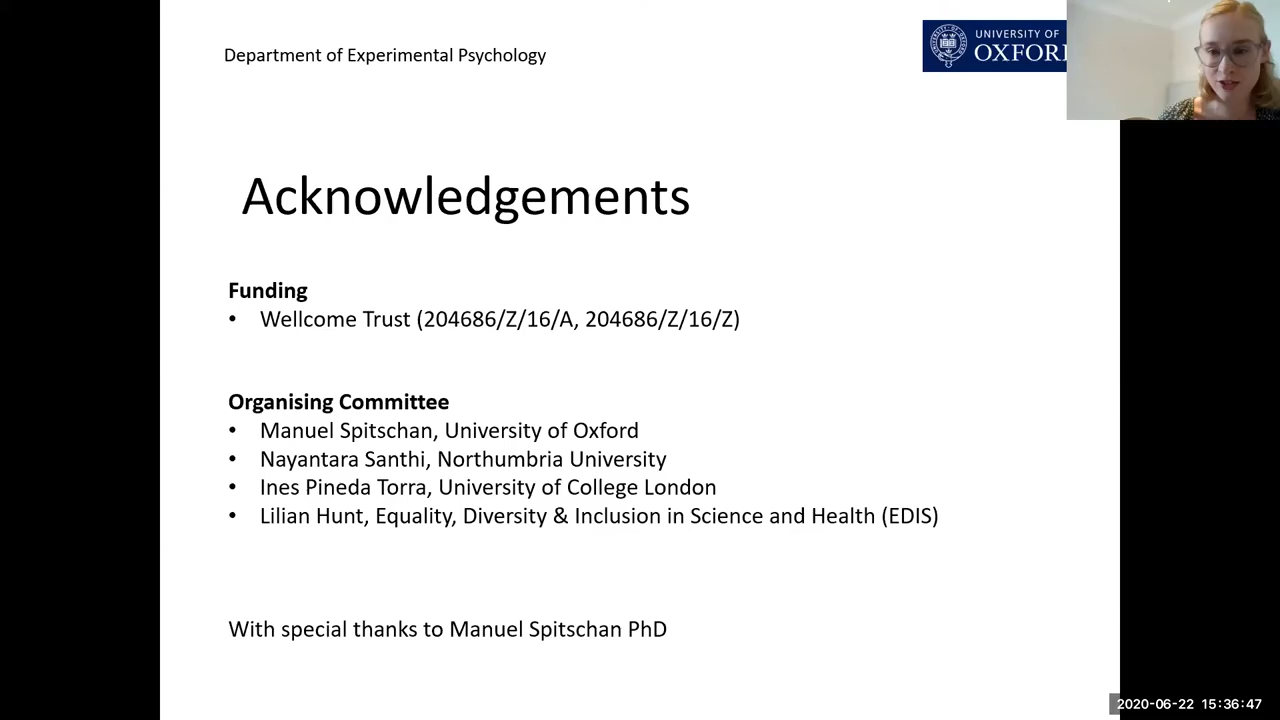 Department of Experimental Psychology
UNIVERSITY OF
OXFORD
Acknowledgements
Funding
• Wellcome Trust (204686/Z/16/A, 204686/Z/16/Z)
Organising Committee
• Manuel Spitschan, University of Oxford
• Nayantara Santhi, Northumbria University
• Ines Pineda Torra, University of College London
• Lilian Hunt, Equality, Diversity & Inclusion in Science and Health (EDIS)
With special thanks to Manuel Spitschan PhD
2020-06-22 15:36:47